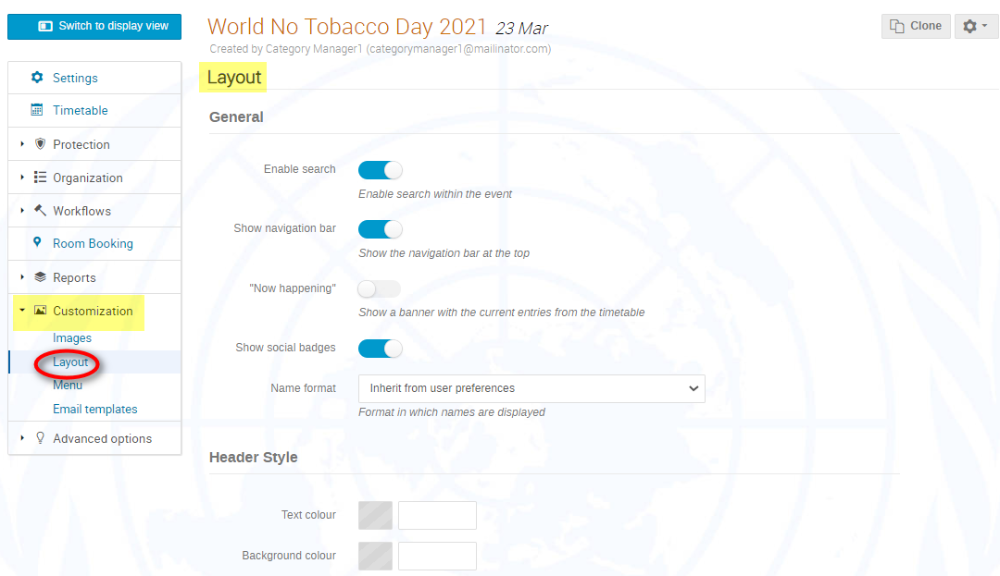 Switch to display view
World No Tobacco Day 2021 23 Mar
Created by Category Manager1 (categorymanager1@mailinator.com)
Clone
Settings
Timetable
Protection
Organization
Workflows
Room Booking
Reports
Customization
Images
Layout
Menu
Email templates
Advanced options
Layout
General
Enable search
Enable search within the event
Show navigation bar
Show the navigation bar at the top
"Now happening"
Show a banner with the current entries from the timetable
Show social badges
Name format
Inherit from user preferences
Format in which names are displayed
Header Style
Text colour
Background colour